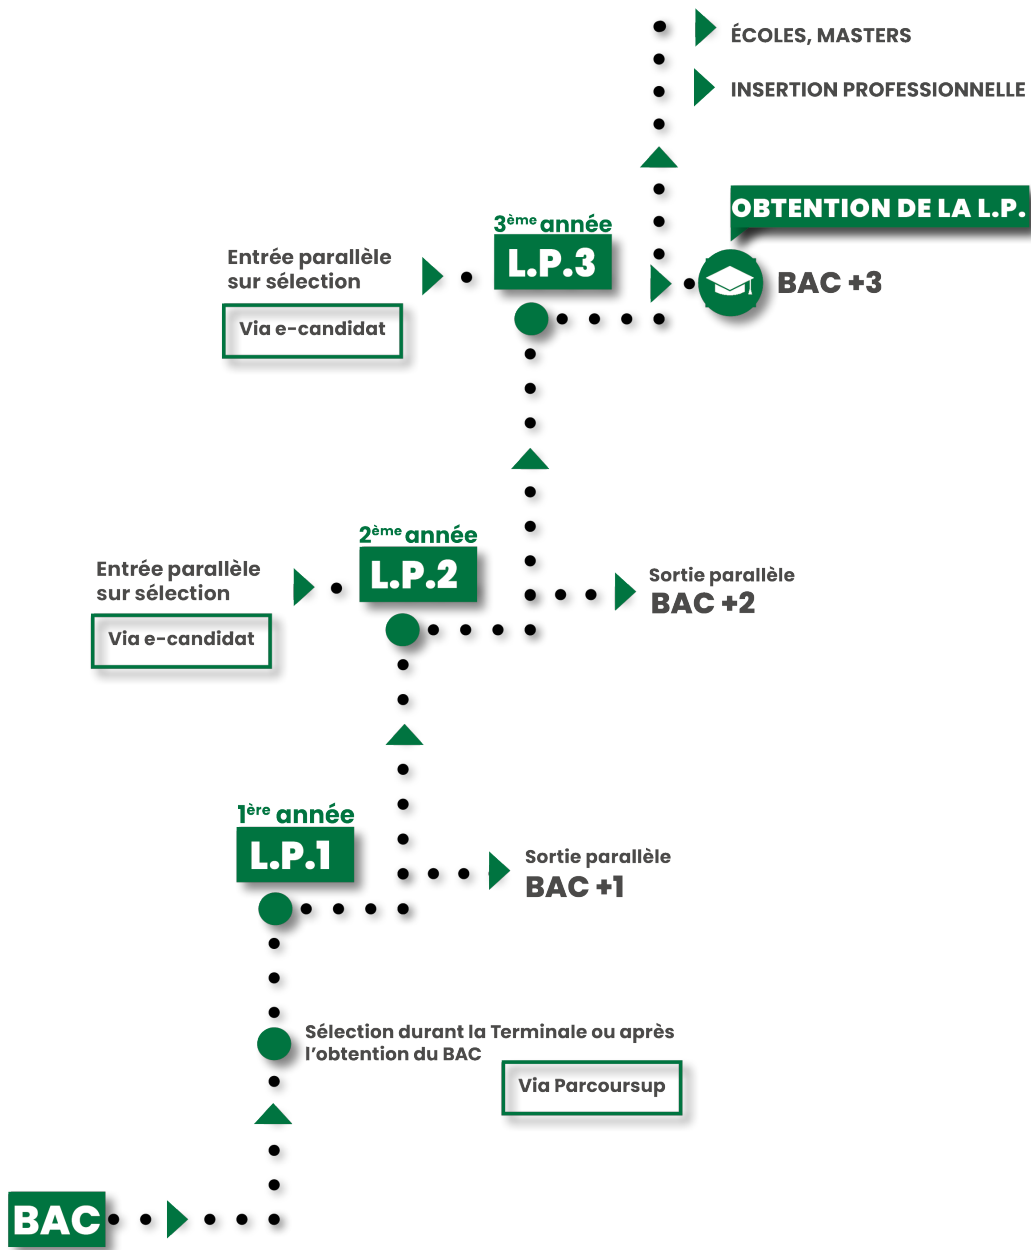 ÉCOLES, MASTERS
INSERTION PROFESSIONNELLE
OBTENTION DE LA L.P.
BAC +3
3ème année
L.P.3
Entrée parallèle
sur sélection
Via e-candidat
2ème année
L.P.2
Entrée parallèle
sur sélection
Via e-candidat
Sortie parallèle
BAC +2
1ère année
L.P.1
Sortie parallèle
BAC +1
Sélection durant la Terminale ou après
l'obtention du BAC
Via Parcoursup
BAC